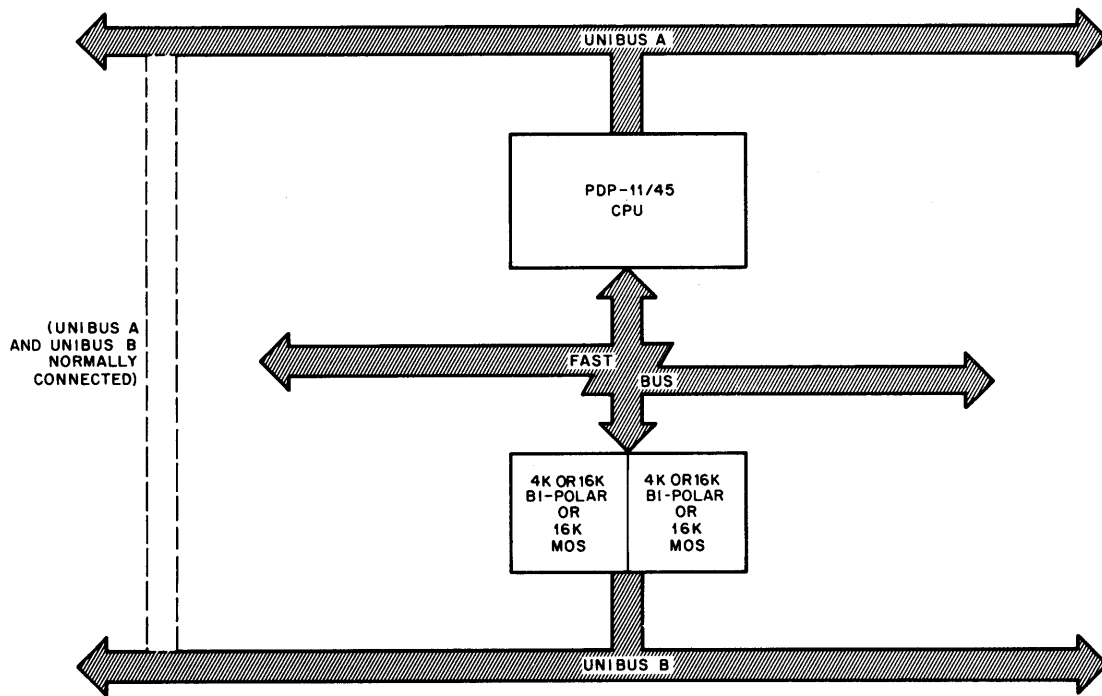 UNIBUS A
PDP-11/45
CPU
(UNIBUS A
AND UNIBUS B
NORMALLY
CONNECTED)
FAST
BUS
4K OR 16K
BI-POLAR
OR
16K
MOS
4K OR 16K
BI-POLAR
OR
16K
MOS
UNIBUS B